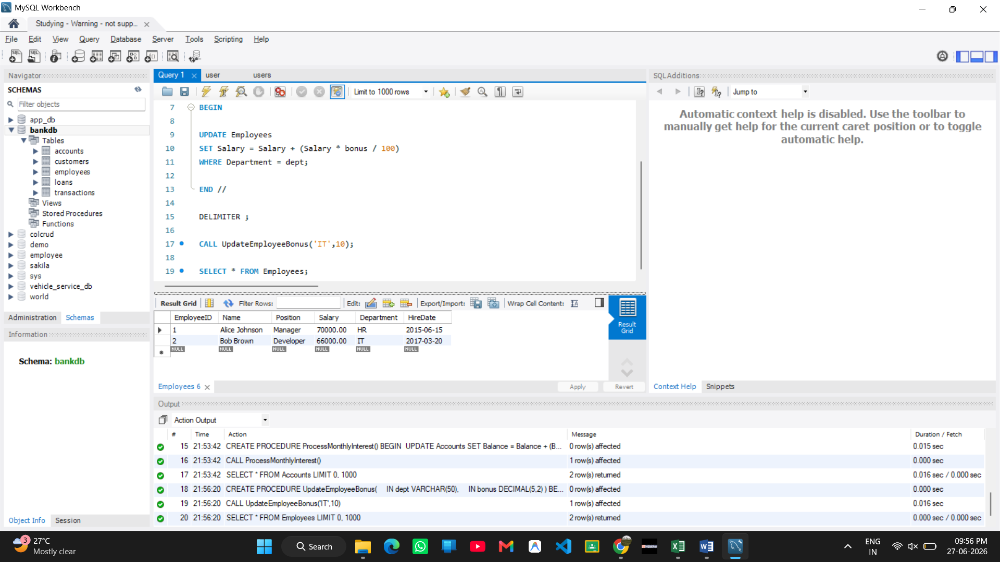 MySQL Workbench
Studying - Warning - not supp...
File Edit View Query Database Server Tools Scripting Help
Navigator
SCHEMAS
Filter objects
app_db
bankdb
Tables
accounts
customers
employees
loans
transactions
Views
Stored Procedures
Functions
colcrud
demo
employee
sakila
sys
vehicle_service_db
world
Administration Schemas
Information
Schema: bankdb
Object Info Session
Query 1 user users
Limit to 1000 rows
7 BEGIN
8
9 UPDATE Employees
10 SET Salary = Salary + (Salary * bonus / 100)
11 WHERE Department = dept;
12
13 END //
14
15 DELIMITER ;
16
17 CALL UpdateEmployeeBonus('IT',10);
18
19 SELECT * FROM Employees;
Result Grid Filter Rows: Edit: Export/Import: Wrap Cell Content:
EmployeeID Name Position Salary Department HireDate
1 Alice Johnson Manager 70000.00 HR 2015-06-15
2 Bob Brown Developer 66000.00 IT 2017-03-20
NULL NULL NULL NULL NULL NULL
Result
Grid
Employees 6 Apply Revert
SQLAdditions
Jump to
Automatic context help is disabled. Use the toolbar to
manually get help for the current caret position or to toggle
automatic help.
Context Help Snippets
Output
Action Output
# Time Action Message Duration / Fetch
15 21:53:42 CREATE PROCEDURE ProcessMonthlyInterest() BEGIN UPDATE Accounts SET Balance = Balance + (B... 0 row(s) affected 0.015 sec
16 21:53:42 CALL ProcessMonthlyInterest() 1 row(s) affected 0.000 sec
17 21:53:42 SELECT * FROM Accounts LIMIT 0, 1000 2 row(s) returned 0.016 sec / 0.000 sec
18 21:56:20 CREATE PROCEDURE UpdateEmployeeBonus( IN dept VARCHAR(50), IN bonus DECIMAL(5,2) ) BE... 0 row(s) affected 0.000 sec
19 21:56:20 CALL UpdateEmployeeBonus('IT',10) 1 row(s) affected 0.016 sec
20 21:56:20 SELECT * FROM Employees LIMIT 0, 1000 2 row(s) returned 0.000 sec / 0.000 sec
3
27°C
Mostly clear
Search
ENG
IN
09:56 PM
27-06-2026